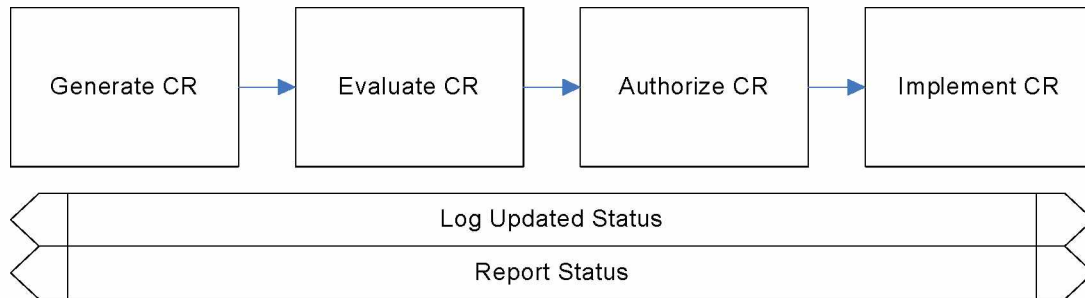 Generate CR
Evaluate CR
Authorize CR
Implement CR
Log Updated Status
Report Status